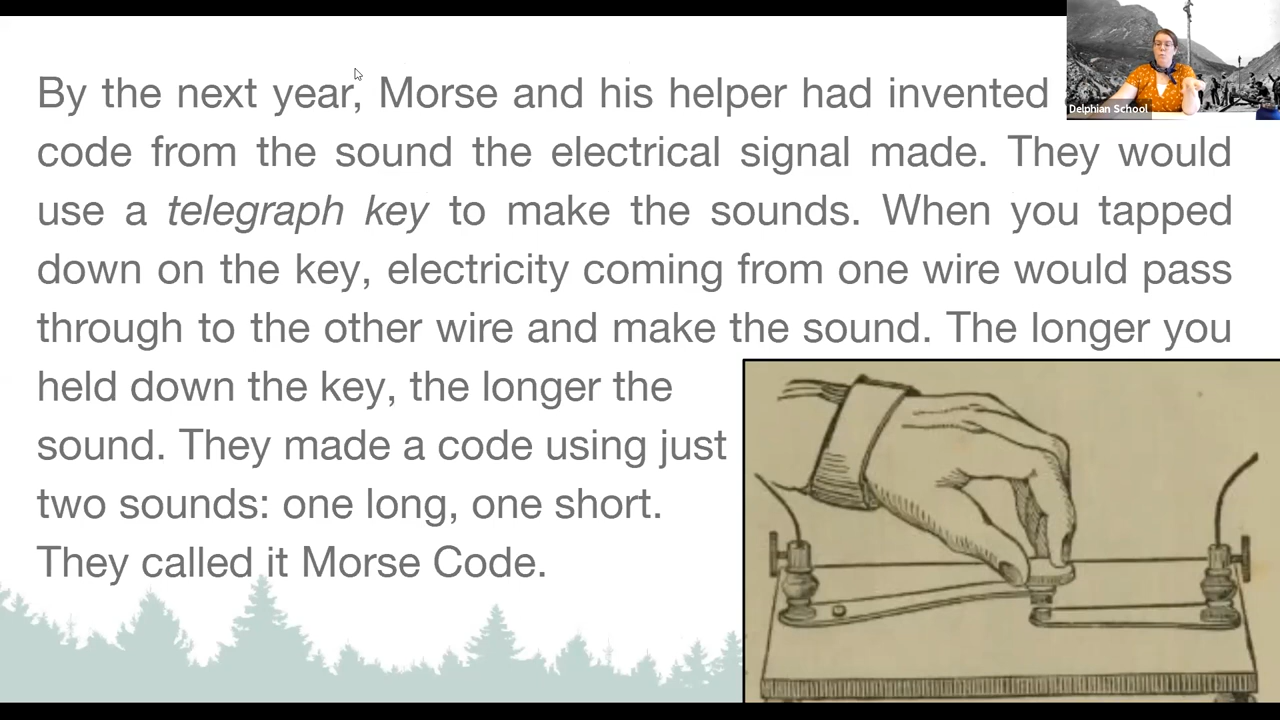 By the next year, Morse and his helper had invented
code from the sound the electrical signal made. They would
use a telegraph key to make the sounds. When you tapped
down on the key, electricity coming from one wire would pass
through to the other wire and make the sound. The longer you
held down the key, the longer the
sound. They made a code using just
two sounds: one long, one short.
They called it Morse Code.
Delphian School